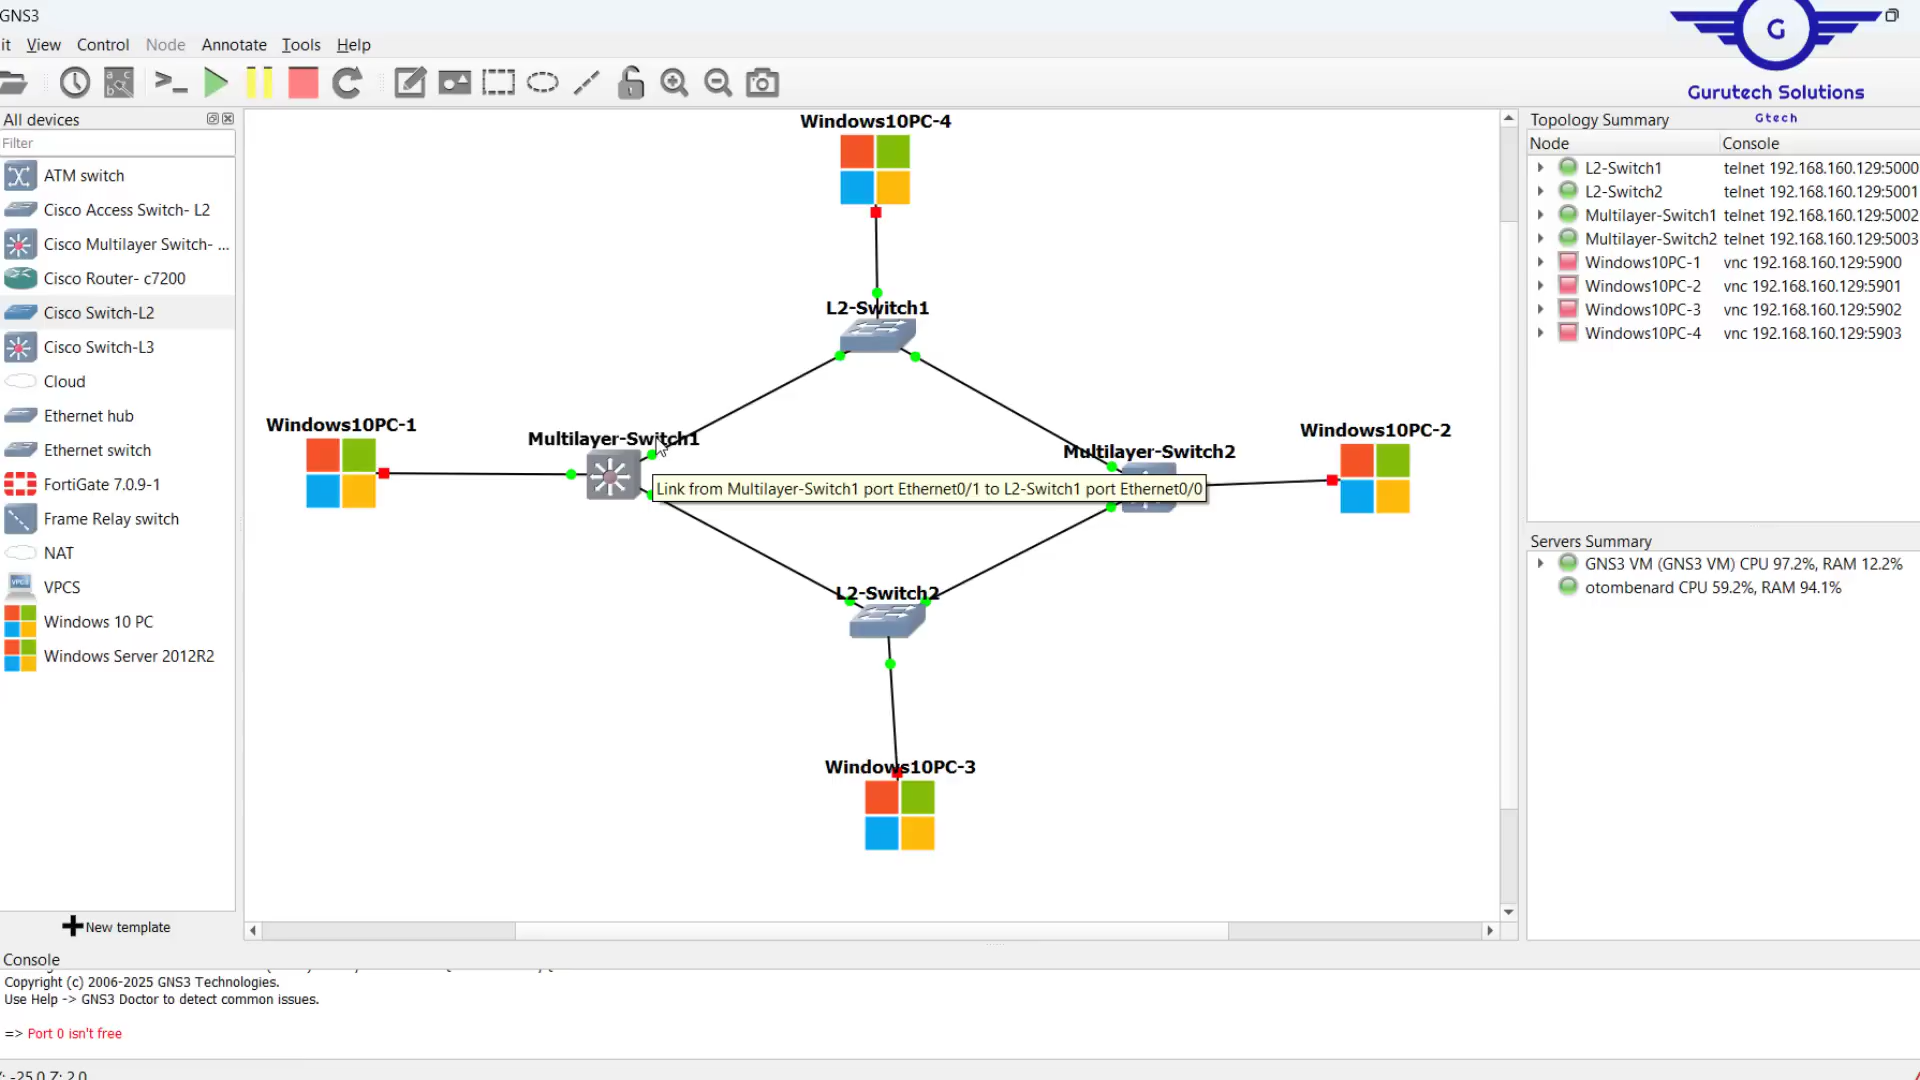 GNS3
it View Control Node Annotate Tools Help
G
Gurutech Solutions
Gtech
All devices
Filter
ATM switch
Cisco Access Switch- L2
Cisco Multilayer Switch- ...
Cisco Router- c7200
Cisco Switch-L2
Cisco Switch-L3
Cloud
Ethernet hub
Ethernet switch
FortiGate 7.0.9-1
Frame Relay switch
NAT
VPCS
Windows 10 PC
Windows Server 2012R2
New template
Windows10PC-4
L2-Switch1
Windows10PC-1
Multilayer-Switch1
Multilayer-Switch2
Windows10PC-2
Link from Multilayer-Switch1 port Ethernet0/1 to L2-Switch1 port Ethernet0/0
L2-Switch2
Windows10PC-3
Topology Summary
Node Console
L2-Switch1 telnet 192.168.160.129:5000
L2-Switch2 telnet 192.168.160.129:5001
Multilayer-Switch1 telnet 192.168.160.129:5002
Multilayer-Switch2 telnet 192.168.160.129:5003
Windows10PC-1 vnc 192.168.160.129:5900
Windows10PC-2 vnc 192.168.160.129:5901
Windows10PC-3 vnc 192.168.160.129:5902
Windows10PC-4 vnc 192.168.160.129:5903
Servers Summary
GNS3 VM (GNS3 VM) CPU 97.2%, RAM 12.2%
otombenard CPU 59.2%, RAM 94.1%
Console
Copyright (c) 2006-2025 GNS3 Technologies.
Use Help -> GNS3 Doctor to detect common issues.
=> Port 0 isn't free
: -25.0 Z: 2.0